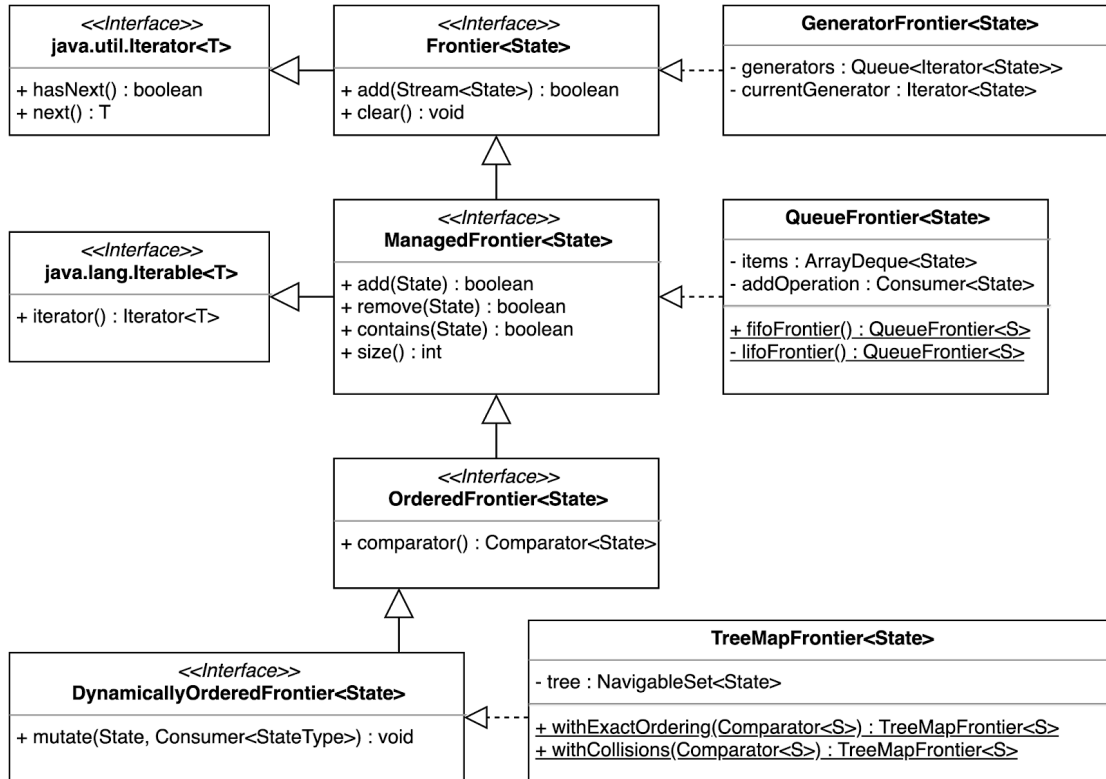 <<Interface>>
java.util.Iterator<T>
+ hasNext() : boolean
+ next() : T
<<Interface>>
Frontier<State>
+ add(Stream<State>) : boolean
+ clear() : void
GeneratorFrontier<State>
- generators : Queue<Iterator<State>>
- currentGenerator : Iterator<State>
<<Interface>>
java.lang.Iterable<T>
+ iterator() : Iterator<T>
<<Interface>>
ManagedFrontier<State>
+ add(State) : boolean
+ remove(State) : boolean
+ contains(State) : boolean
+ size() : int
QueueFrontier<State>
- items : ArrayDeque<State>
- addOperation : Consumer<State>
+ fifoFrontier() : QueueFrontier<S>
- lifoFrontier() : QueueFrontier<S>
<<Interface>>
OrderedFrontier<State>
+ comparator() : Comparator<State>
<<Interface>>
DynamicallyOrderedFrontier<State>
+ mutate(State, Consumer<StateType>) : void
TreeMapFrontier<State>
- tree : NavigableSet<State>
+ withExactOrdering(Comparator<S>) : TreeMapFrontier<S>
+ withCollisions(Comparator<S>) : TreeMapFrontier<S>